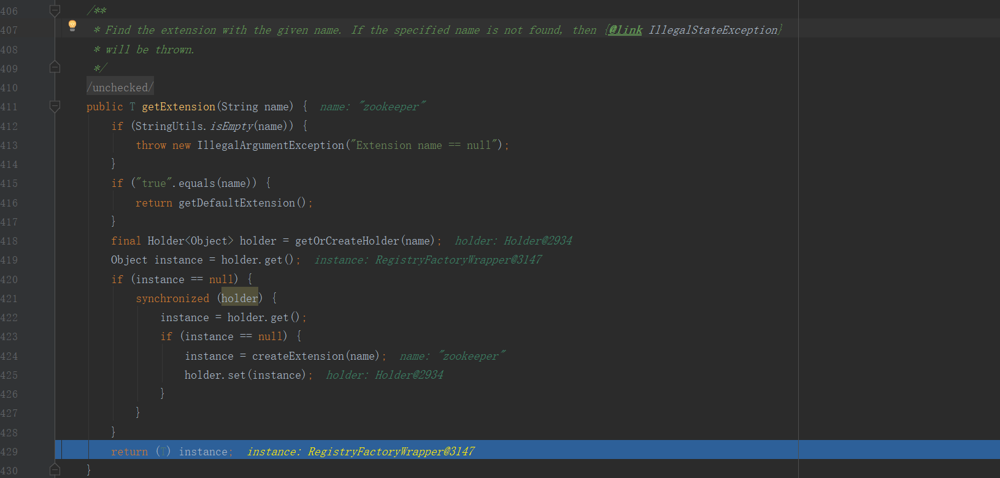 406 /**
407 * Find the extension with the given name. If the specified name is not found, then {@link IllegalStateException}
408 * will be thrown.
409 */
410 /unchecked/
411 public T getExtension(String name) { name: "zookeeper"
412 if (StringUtils.isEmpty(name)) {
413 throw new IllegalArgumentException("Extension name == null");
414 }
415 if ("true".equals(name)) {
416 return getDefaultExtension();
417 }
418 final Holder<Object> holder = getOrCreateHolder(name); holder: Holder@2934
419 Object instance = holder.get(); instance: RegistryFactoryWrapper@3147
420 if (instance == null) {
421 synchronized (holder) {
422 instance = holder.get();
423 if (instance == null) {
424 instance = createExtension(name); name: "zookeeper"
425 holder.set(instance); holder: Holder@2934
426 }
427 }
428 }
429 return (T) instance; instance: RegistryFactoryWrapper@3147
430 }